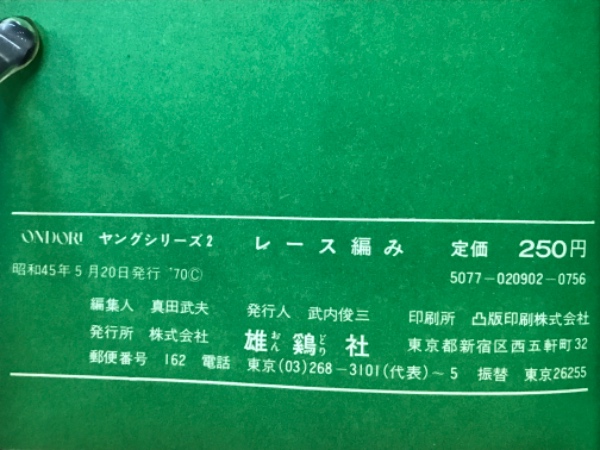 ONDORI ヤングシリーズ2 レース編み 定価 250円
昭和45年5月20日発行 '70© 5077-020902-0756
編集人 真田武夫 発行人 武内俊三 印刷所 凸版印刷株式会社
発行所 株式会社 雄鶏社 おんどり 東京都新宿区西五軒町32
郵便番号 162 電話 東京(03)268-3101(代表)~5 振替 東京26255